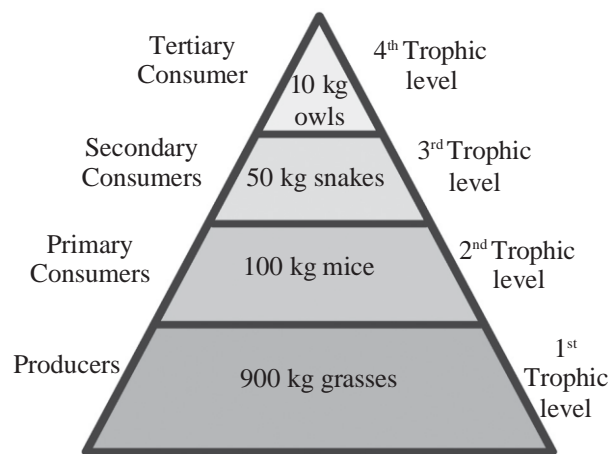 Tertiary
Consumer
10 kg
owls
4th Trophic
level
Secondary
Consumers
50 kg snakes
3rd Trophic
level
Primary
Consumers
100 kg mice
2nd Trophic
level
Producers
900 kg grasses
1st
Trophic
level